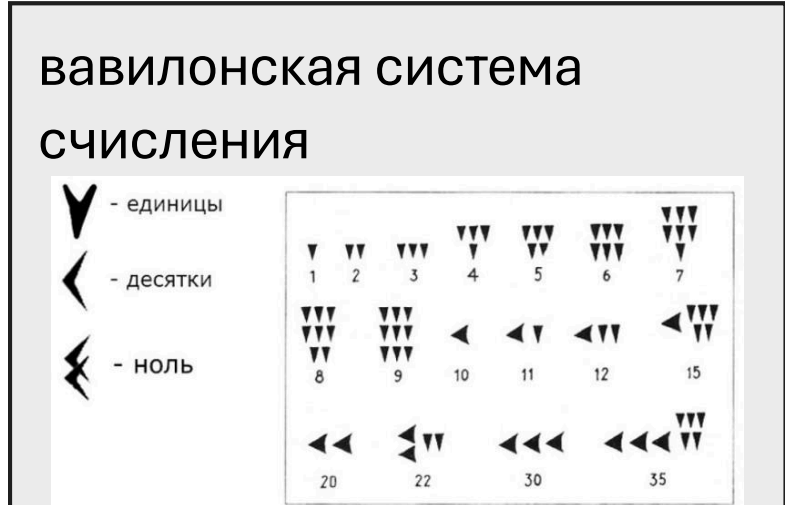 вавилонская система
счисления
- единицы
- десятки
- ноль
1 2 3 4 5 6 7
8 9 10 11 12 15
20 22 30 35